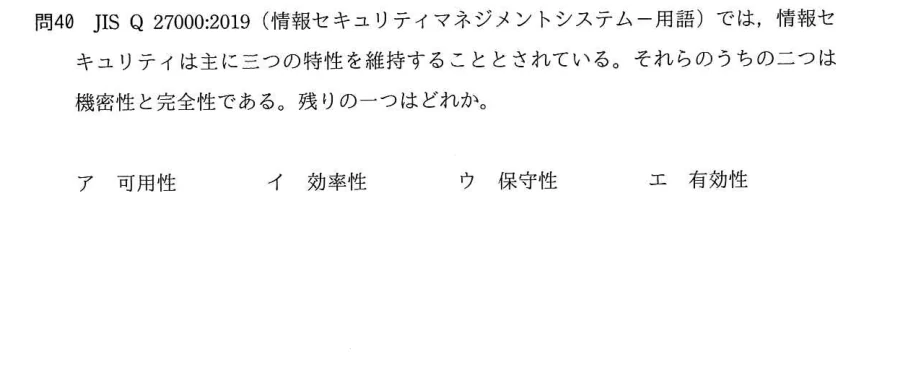 問40 JIS Q 27000:2019(情報セキュリティマネジメントシステム－用語)では，情報セ
キュリティは主に三つの特性を維持することとされている。それらのうちの二つは
機密性と完全性である。残りの一つはどれか。
ア 可用性 イ 効率性 ウ 保守性 エ 有効性